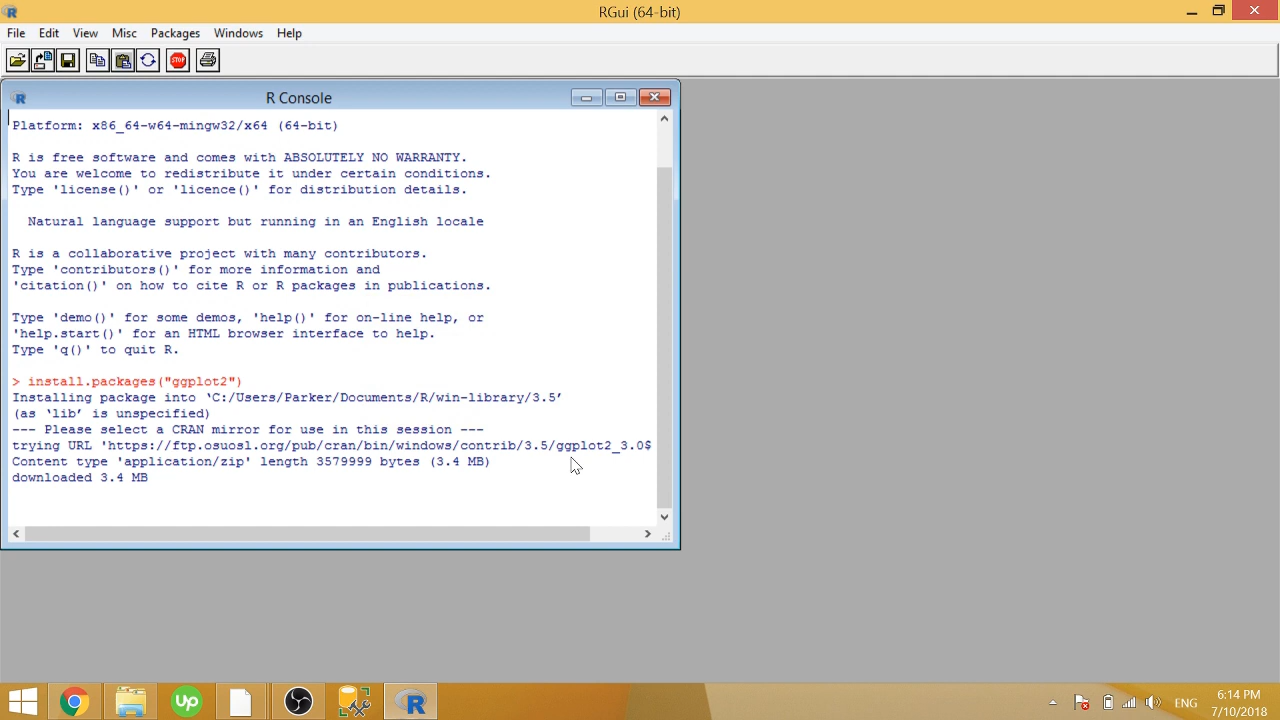 RGui (64-bit)
File Edit View Misc Packages Windows Help
STOP
R Console
Platform: x86_64-w64-mingw32/x64 (64-bit)
R is free software and comes with ABSOLUTELY NO WARRANTY.
You are welcome to redistribute it under certain conditions.
Type 'license()' or 'licence()' for distribution details.
Natural language support but running in an English locale
R is a collaborative project with many contributors.
Type 'contributors()' for more information and
'citation()' on how to cite R or R packages in publications.
Type 'demo()' for some demos, 'help()' for on-line help, or
'help.start()' for an HTML browser interface to help.
Type 'q()' to quit R.
> install.packages("ggplot2")
Installing package into ‘C:/Users/Parker/Documents/R/win-library/3.5’
(as ‘lib’ is unspecified)
--- Please select a CRAN mirror for use in this session ---
trying URL 'https://ftp.osuosl.org/pub/cran/bin/windows/contrib/3.5/ggplot2_3.0$
Content type 'application/zip' length 3579999 bytes (3.4 MB)
downloaded 3.4 MB
Up
R
ENG
6:14 PM
7/10/2018